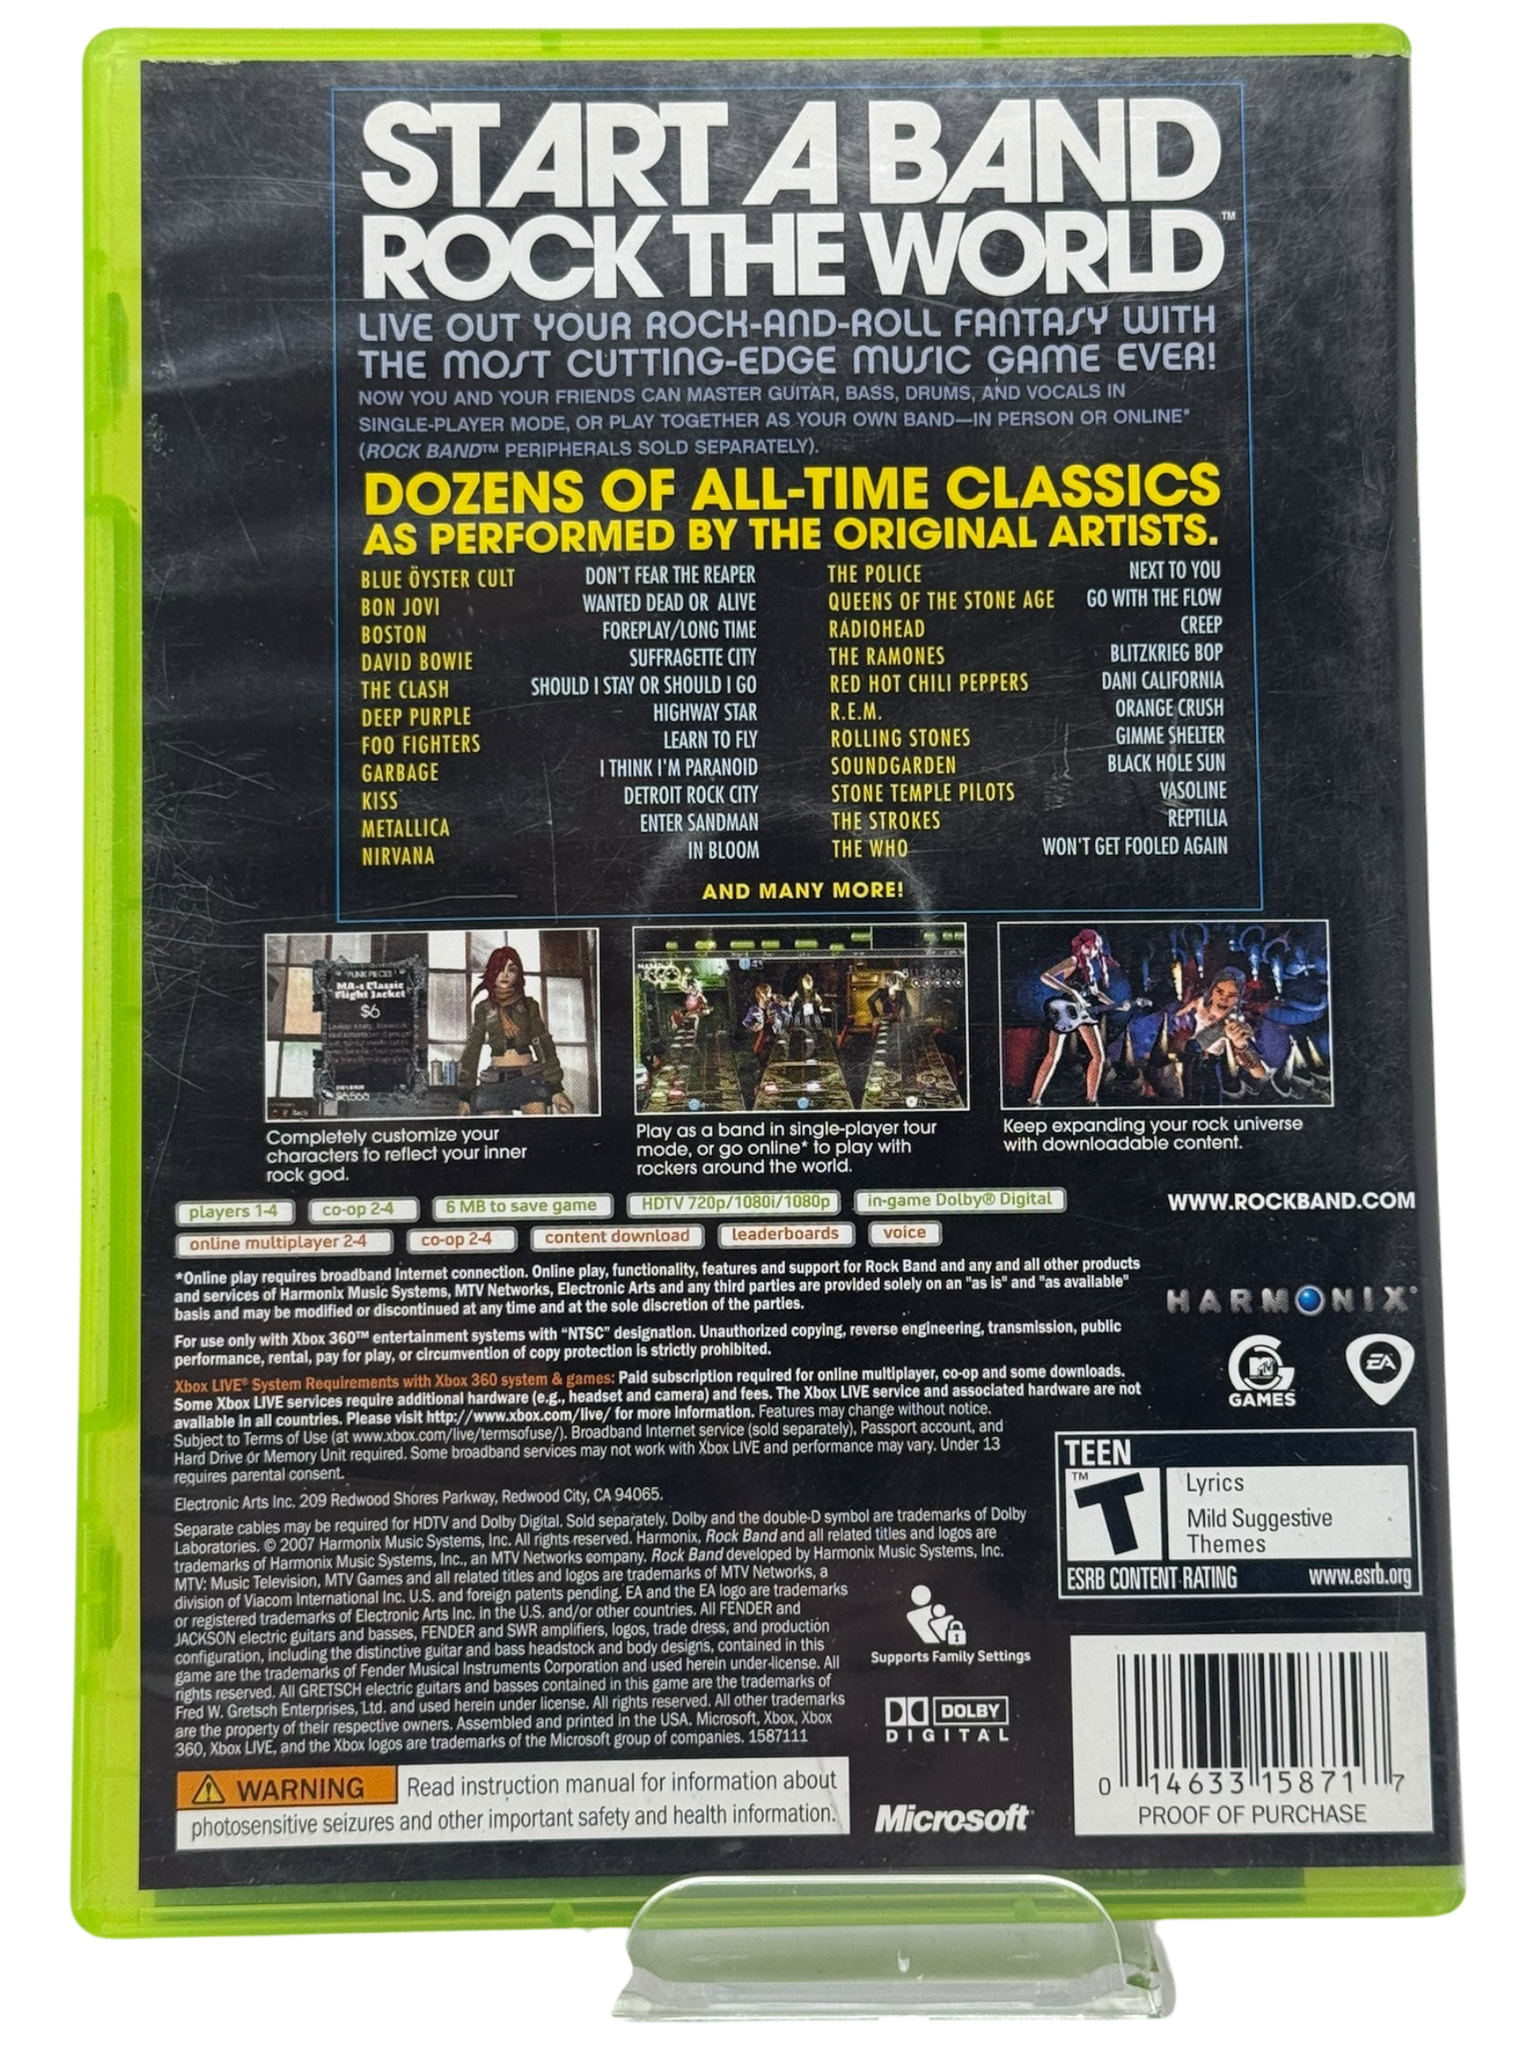 START A BAND
ROCK THE WORLD™
LIVE OUT YOUR ROCK-AND-ROLL FANTASY WITH
THE MOST CUTTING-EDGE MUSIC GAME EVER!
NOW YOU AND YOUR FRIENDS CAN MASTER GUITAR, BASS, DRUMS, AND VOCALS IN
SINGLE-PLAYER MODE, OR PLAY TOGETHER AS YOUR OWN BAND—IN PERSON OR ONLINE*
(ROCK BAND™ PERIPHERALS SOLD SEPARATELY).
DOZENS OF ALL-TIME CLASSICS
AS PERFORMED BY THE ORIGINAL ARTISTS.
BLUE ÖYSTER CULT DON'T FEAR THE REAPER
BON JOVI WANTED DEAD OR ALIVE
BOSTON FOREPLAY/LONG TIME
DAVID BOWIE SUFFRAGETTE CITY
THE CLASH SHOULD I STAY OR SHOULD I GO
DEEP PURPLE HIGHWAY STAR
FOO FIGHTERS LEARN TO FLY
GARBAGE I THINK I'M PARANOID
KISS DETROIT ROCK CITY
METALLICA ENTER SANDMAN
NIRVANA IN BLOOM
THE POLICE NEXT TO YOU
QUEENS OF THE STONE AGE GO WITH THE FLOW
RADIOHEAD CREEP
THE RAMONES BLITZKRIEG BOP
RED HOT CHILI PEPPERS DANI CALIFORNIA
R.E.M. ORANGE CRUSH
ROLLING STONES GIMME SHELTER
SOUNDGARDEN BLACK HOLE SUN
STONE TEMPLE PILOTS VASOLINE
THE STROKES REPTILIA
THE WHO WON'T GET FOOLED AGAIN
AND MANY MORE!
PUNK PIECES
MA-1 Classic
Flight Jacket
$6
Back
Completely customize your
characters to reflect your inner
rock god.
Play as a band in single-player tour
mode, or go online* to play with
rockers around the world.
Keep expanding your rock universe
with downloadable content.
players 1-4 co-op 2-4 6 MB to save game HDTV 720p/1080i/1080p in-game Dolby® Digital
online multiplayer 2-4 co-op 2-4 content download leaderboards voice
WWW.ROCKBAND.COM
*Online play requires broadband Internet connection. Online play, functionality, features and support for Rock Band and any and all other products
and services of Harmonix Music Systems, MTV Networks, Electronic Arts and any third parties are provided solely on an "as is" and "as available"
basis and may be modified or discontinued at any time and at the sole discretion of the parties.
For use only with Xbox 360™ entertainment systems with “NTSC” designation. Unauthorized copying, reverse engineering, transmission, public
performance, rental, pay for play, or circumvention of copy protection is strictly prohibited.
Xbox LIVE® System Requirements with Xbox 360 system & games: Paid subscription required for online multiplayer, co-op and some downloads.
Some Xbox LIVE services require additional hardware (e.g., headset and camera) and fees. The Xbox LIVE service and associated hardware are not
available in all countries. Please visit http://www.xbox.com/live/ for more information. Features may change without notice.
Subject to Terms of Use (at www.xbox.com/live/termsofuse/). Broadband Internet service (sold separately), Passport account, and
Hard Drive or Memory Unit required. Some broadband services may not work with Xbox LIVE and performance may vary. Under 13
requires parental consent.
Electronic Arts Inc. 209 Redwood Shores Parkway, Redwood City, CA 94065.
Separate cables may be required for HDTV and Dolby Digital. Sold separately. Dolby and the double-D symbol are trademarks of Dolby
Laboratories. © 2007 Harmonix Music Systems, Inc. All rights reserved. Harmonix, Rock Band and all related titles and logos are
trademarks of Harmonix Music Systems, Inc., an MTV Networks company. Rock Band developed by Harmonix Music Systems, Inc.
MTV: Music Television, MTV Games and all related titles and logos are trademarks of MTV Networks, a
division of Viacom International Inc. U.S. and foreign patents pending. EA and the EA logo are trademarks
or registered trademarks of Electronic Arts Inc. in the U.S. and/or other countries. All FENDER and
JACKSON electric guitars and basses, FENDER and SWR amplifiers, logos, trade dress, and production
configuration, including the distinctive guitar and bass headstock and body designs, contained in this
game are the trademarks of Fender Musical Instruments Corporation and used herein under-license. All
rights reserved. All GRETSCH electric guitars and basses contained in this game are the trademarks of
Fred W. Gretsch Enterprises, Ltd. and used herein under license. All rights reserved. All other trademarks
are the property of their respective owners. Assembled and printed in the USA. Microsoft, Xbox, Xbox
360, Xbox LIVE, and the Xbox logos are trademarks of the Microsoft group of companies. 1587111
WARNING Read instruction manual for information about
photosensitive seizures and other important safety and health information.
HARMONIX®
MTV
GAMES
EA
TEEN
T™
Lyrics
Mild Suggestive
Themes
ESRB CONTENT RATING www.esrb.org
Supports Family Settings
DOLBY
DIGITAL
Microsoft®
0 14633 15871 7
PROOF OF PURCHASE